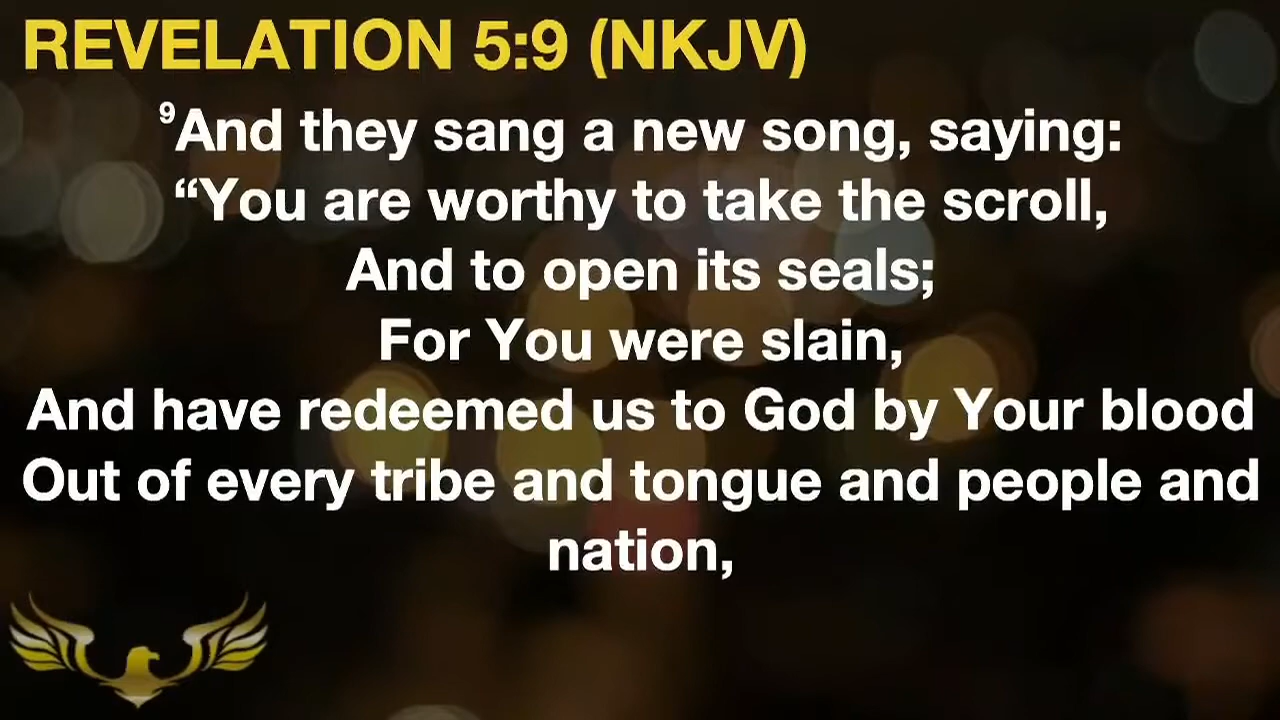 REVELATION 5:9 (NKJV)
⁹And they sang a new song, saying:
“You are worthy to take the scroll,
And to open its seals;
For You were slain,
And have redeemed us to God by Your blood
Out of every tribe and tongue and people and
nation,